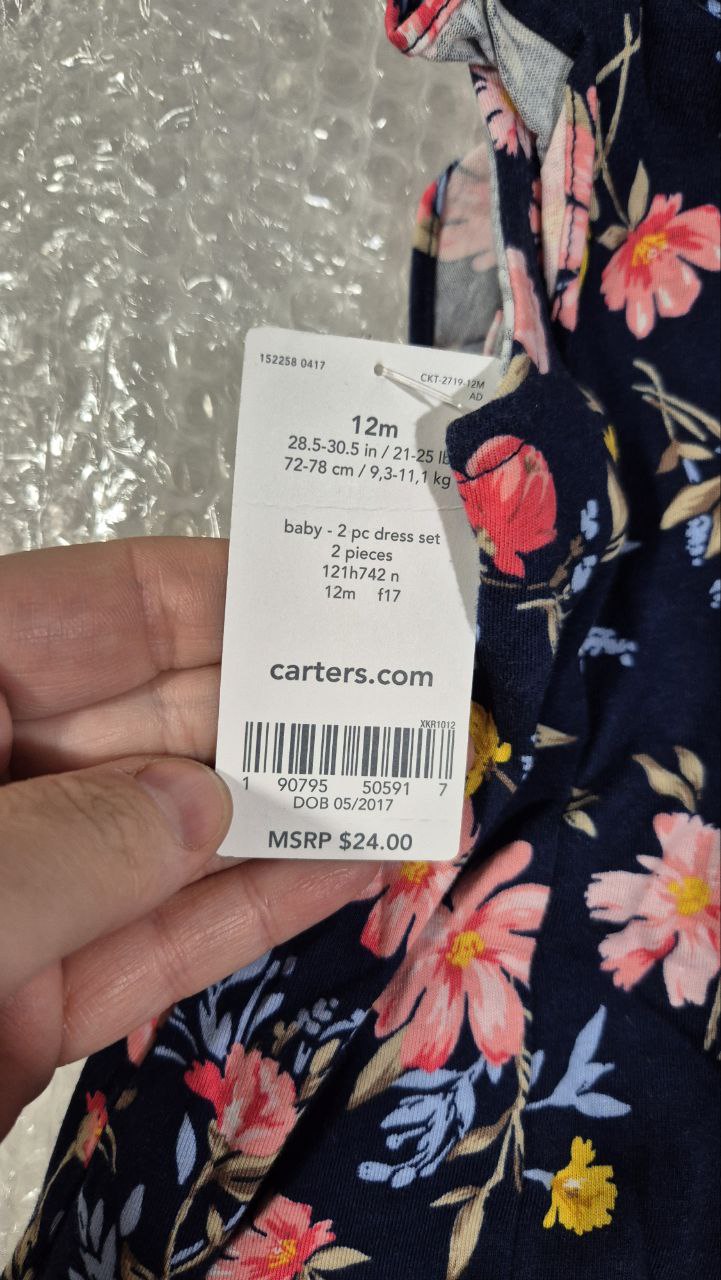 152258 0417
CKT-2719-12M
AD
12m
28.5-30.5 in / 21-25 lb
72-78 cm / 9,3-11,1 kg
baby - 2 pc dress set
2 pieces
121h742 n
12m f17
carters.com
XKR1012
1 90795 50591 7
DOB 05/2017
MSRP $24.00